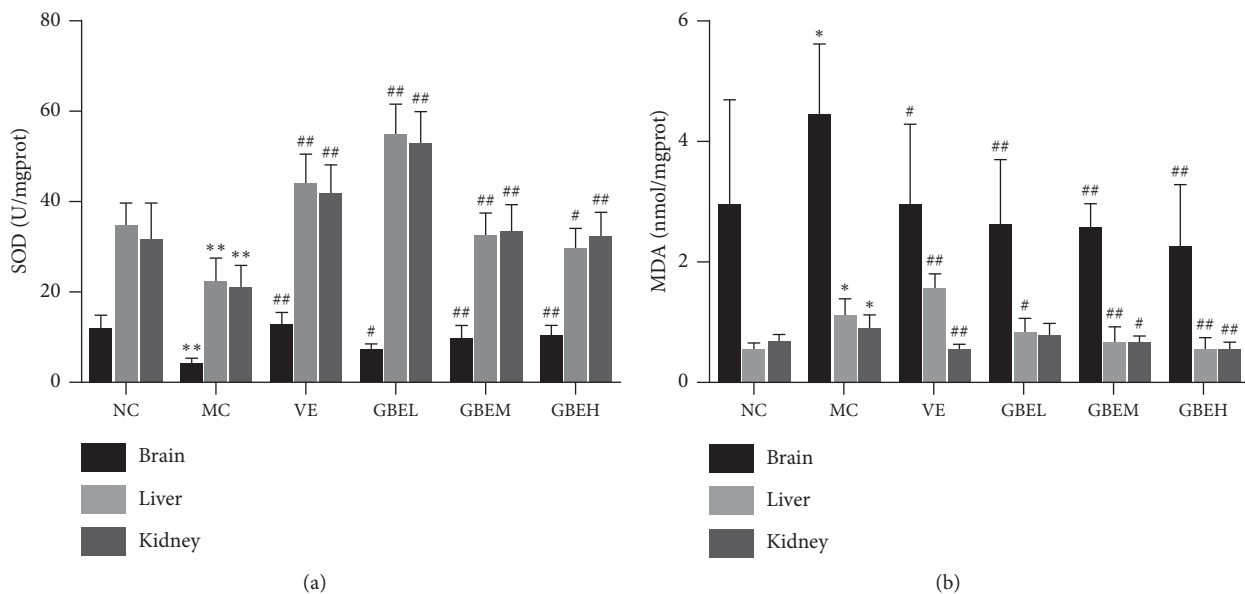 80
60
40
20
0
SOD (U/mgprot)
**
**
**
##
##
##
#
##
##
##
##
##
##
#
##
NC
MC
VE
GBEL
GBEM
GBEH
Brain
Liver
Kidney
(a)
6
4
2
0
MDA (nmol/mgprot)
*
*
*
#
##
##
##
#
##
##
#
##
##
##
NC
MC
VE
GBEL
GBEM
GBEH
Brain
Liver
Kidney
(b)